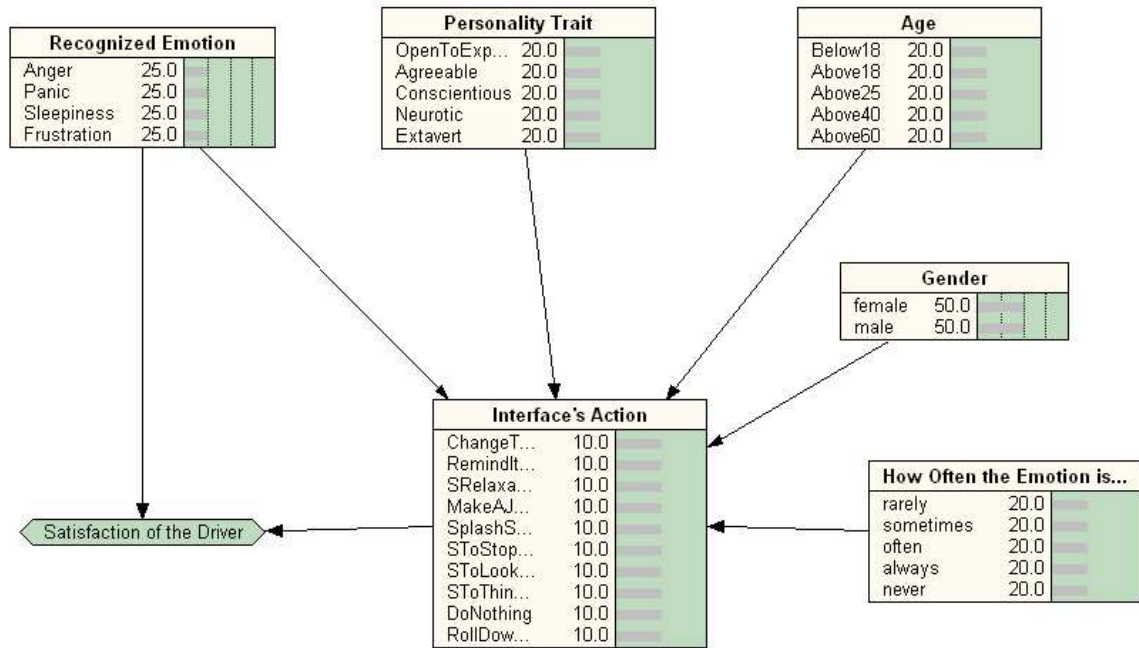 Recognized Emotion
Anger 25.0
Panic 25.0
Sleepiness 25.0
Frustration 25.0
Personality Trait
OpenToExp... 20.0
Agreeable 20.0
Conscientious 20.0
Neurotic 20.0
Extavert 20.0
Age
Below18 20.0
Above18 20.0
Above25 20.0
Above40 20.0
Above60 20.0
Gender
female 50.0
male 50.0
Interface's Action
ChangeT... 10.0
RemindIt... 10.0
SRelaxa... 10.0
MakeAJ... 10.0
SplashS... 10.0
SToStop... 10.0
SToLook... 10.0
SToThin... 10.0
DoNothing 10.0
RollDow... 10.0
How Often the Emotion is...
rarely 20.0
sometimes 20.0
often 20.0
always 20.0
never 20.0
Satisfaction of the Driver